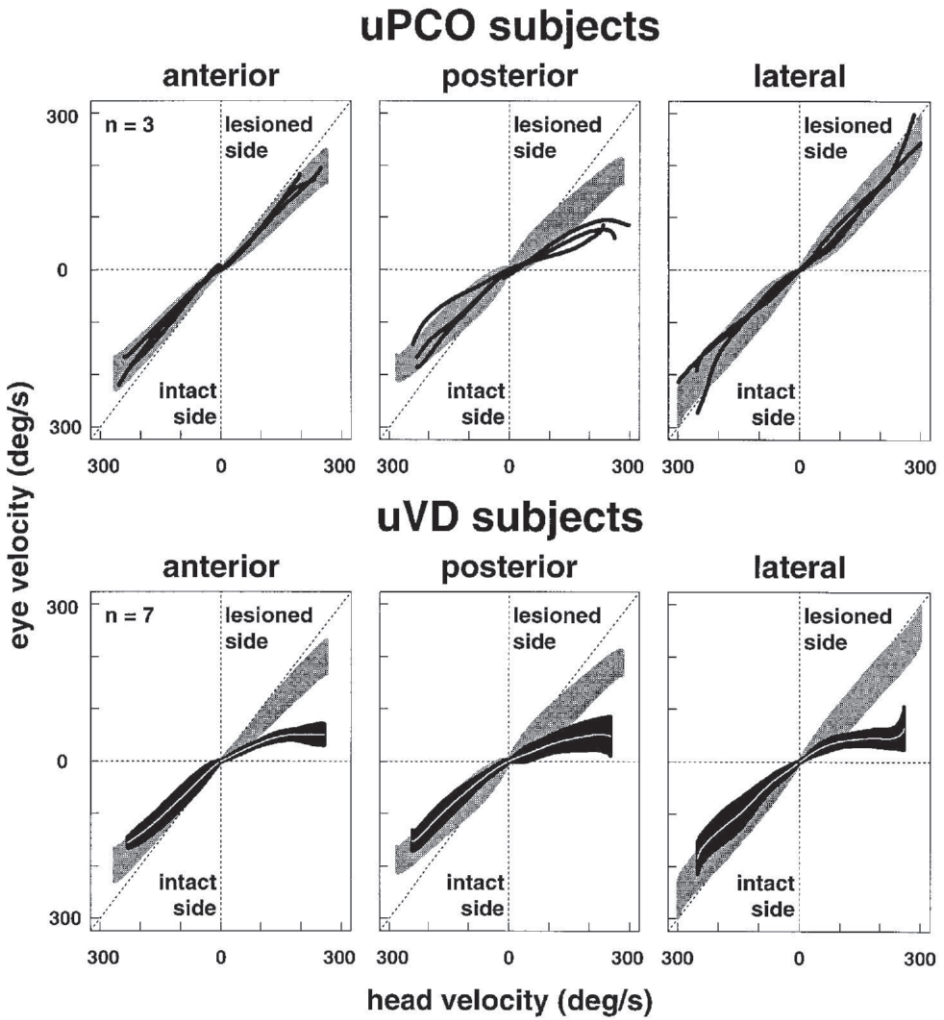 uPCO subjects
anterior posterior lateral
300
n = 3
lesioned
side
lesioned
side
lesioned
side
0
intact
side
intact
side
intact
side
300
300 0 300 300 0 300 300 0 300
eye velocity (deg/s)
uVD subjects
anterior posterior lateral
300
n = 7
lesioned
side
lesioned
side
lesioned
side
0
intact
side
intact
side
intact
side
300
300 0 300 300 0 300 300 0 300
head velocity (deg/s)